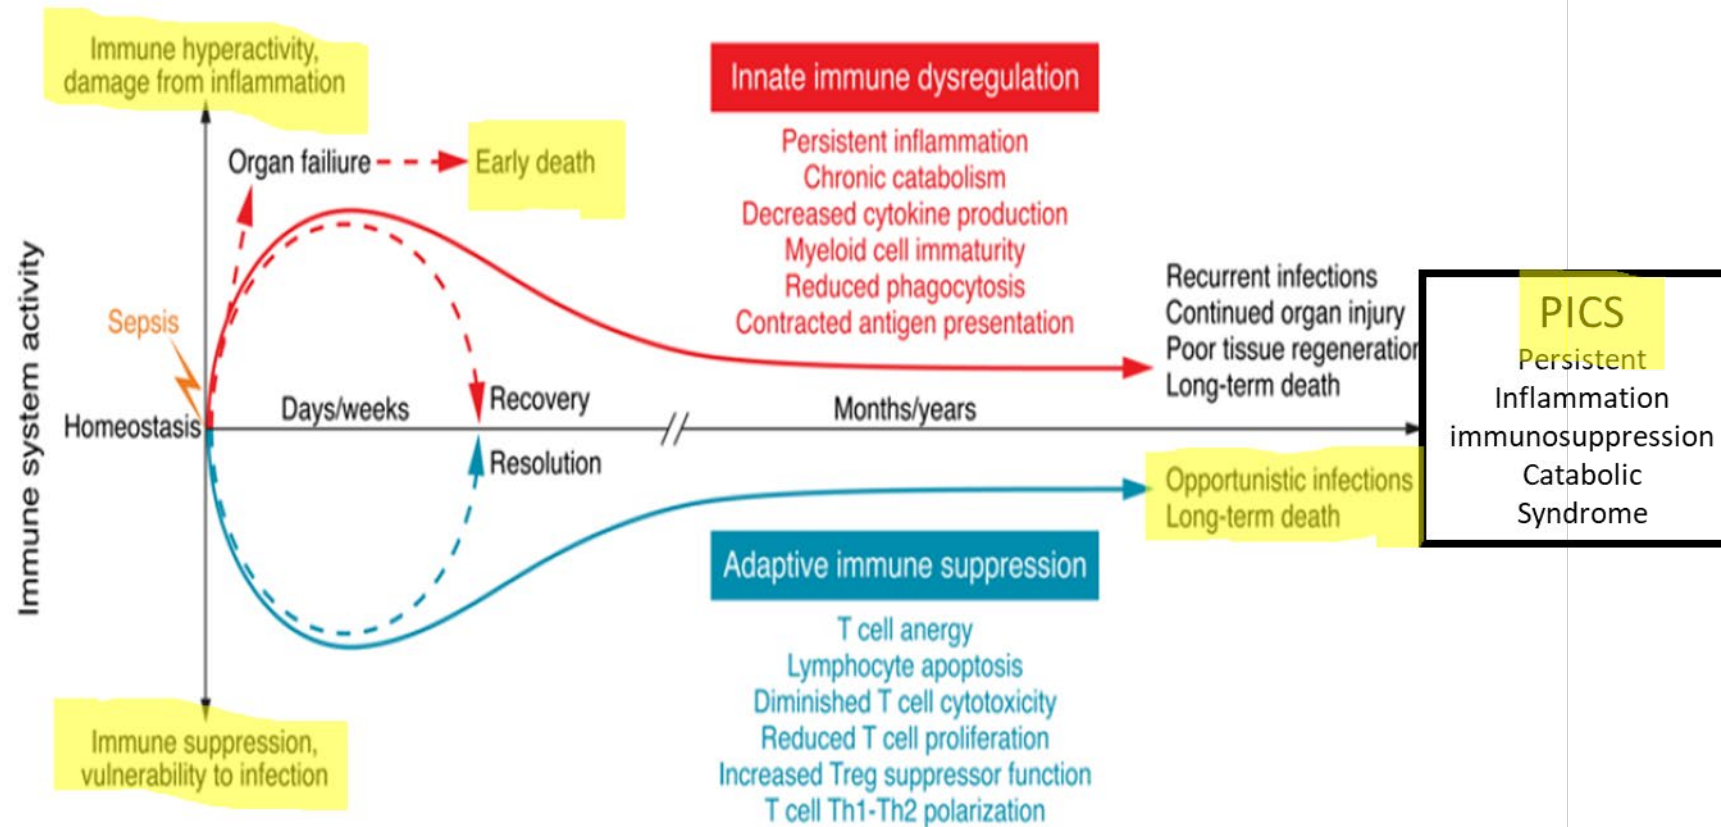 Immune hyperactivity,
damage from inflammation
Organ failiure
Early death
Sepsis
Immune system activity
Homeostasis
Days/weeks
Recovery
Resolution
Immune suppression,
vulnerability to infection
Innate immune dysregulation
Persistent inflammation
Chronic catabolism
Decreased cytokine production
Myeloid cell immaturity
Reduced phagocytosis
Contracted antigen presentation
Months/years
Adaptive immune suppression
T cell anergy
Lymphocyte apoptosis
Diminished T cell cytotoxicity
Reduced T cell proliferation
Increased Treg suppressor function
T cell Th1-Th2 polarization
Recurrent infections
Continued organ injury
Poor tissue regeneration
Long-term death
Opportunistic infections
Long-term death
PICS
Persistent
Inflammation
immunosuppression
Catabolic
Syndrome